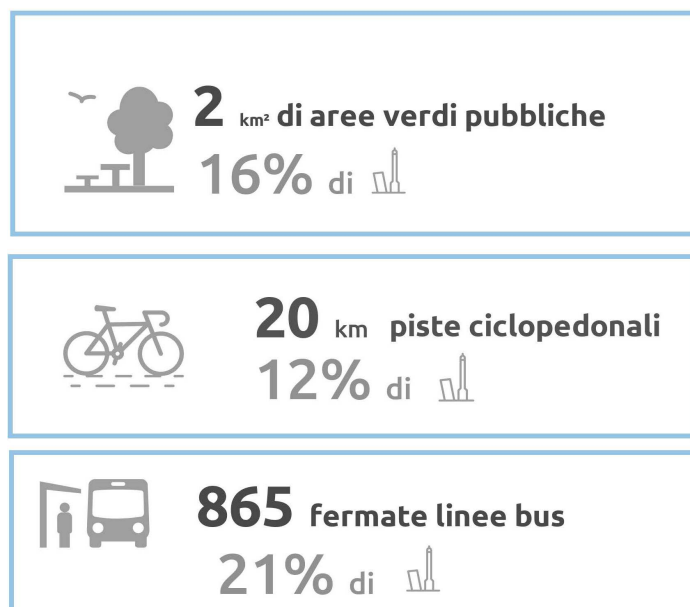 2 km² di aree verdi pubbliche
16% di
20 km piste ciclopedonali
12% di
865 fermate linee bus
21% di